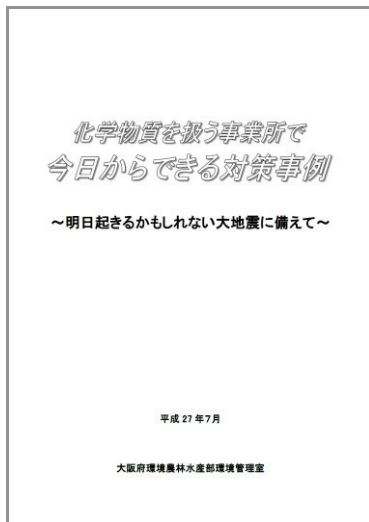 化学物質を扱う事業所で
今日からできる対策事例
～明日起きるかもしれない大地震に備えて～
平成 27 年７月
大阪府環境農林水産部環境管理室